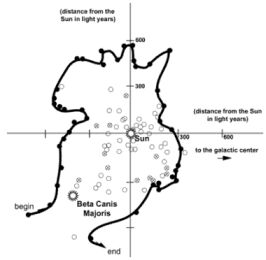 (distance from the
Sun in light years)
600
300
Sun
(distance from the Sun
in light years)
300
600
to the galactic center
begin
Beta Canis
Majoris
end